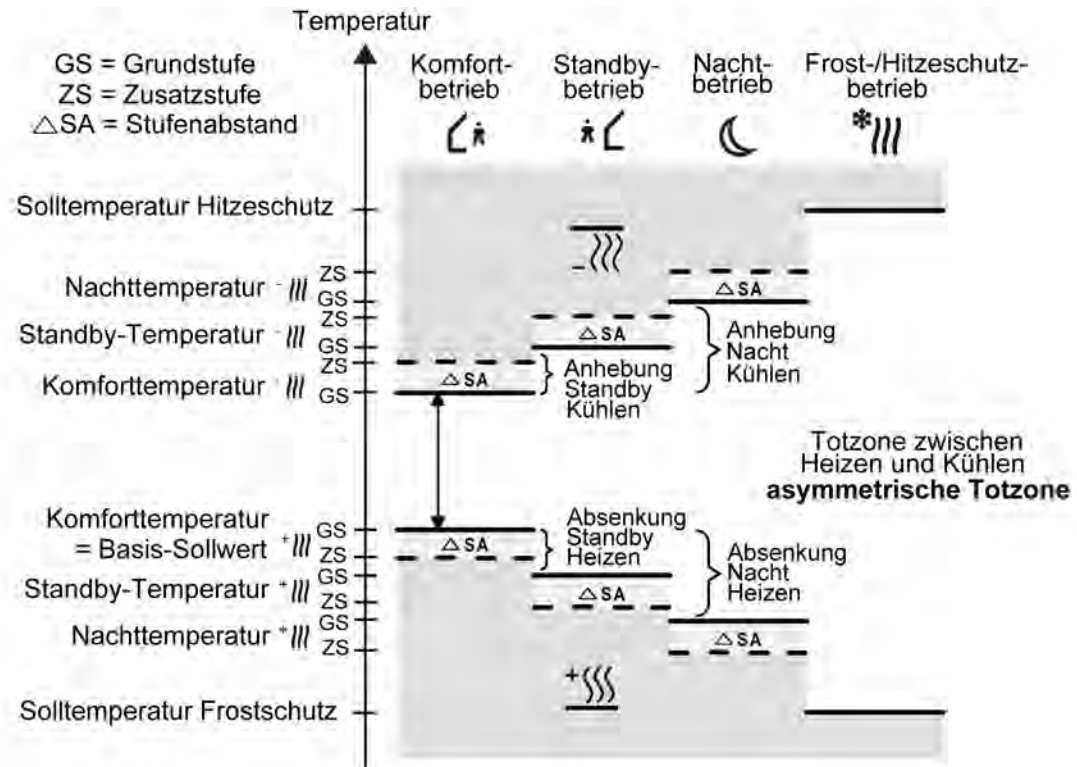 Temperatur
GS = Grundstufe
ZS = Zusatzstufe
△SA = Stufenabstand
Komfort-
betrieb
Standby-
betrieb
Nacht-
betrieb
Frost-/Hitzeschutz-
betrieb
Solltemperatur Hitzeschutz
Nachttemperatur -
ZS
GS
△SA
Standby-Temperatur -
ZS
GS
△SA
Komforttemperatur -
ZS
GS
△SA
-
Anhebung
Standby
Kühlen
Anhebung
Nacht
Kühlen
Totzone zwischen
Heizen und Kühlen
asymmetrische Totzone
Komforttemperatur
= Basis-Sollwert +
GS
ZS
△SA
Absenkung
Standby
Heizen
Absenkung
Nacht
Heizen
Standby-Temperatur +
GS
ZS
△SA
Nachttemperatur +
GS
ZS
△SA
+
Solltemperatur Frostschutz